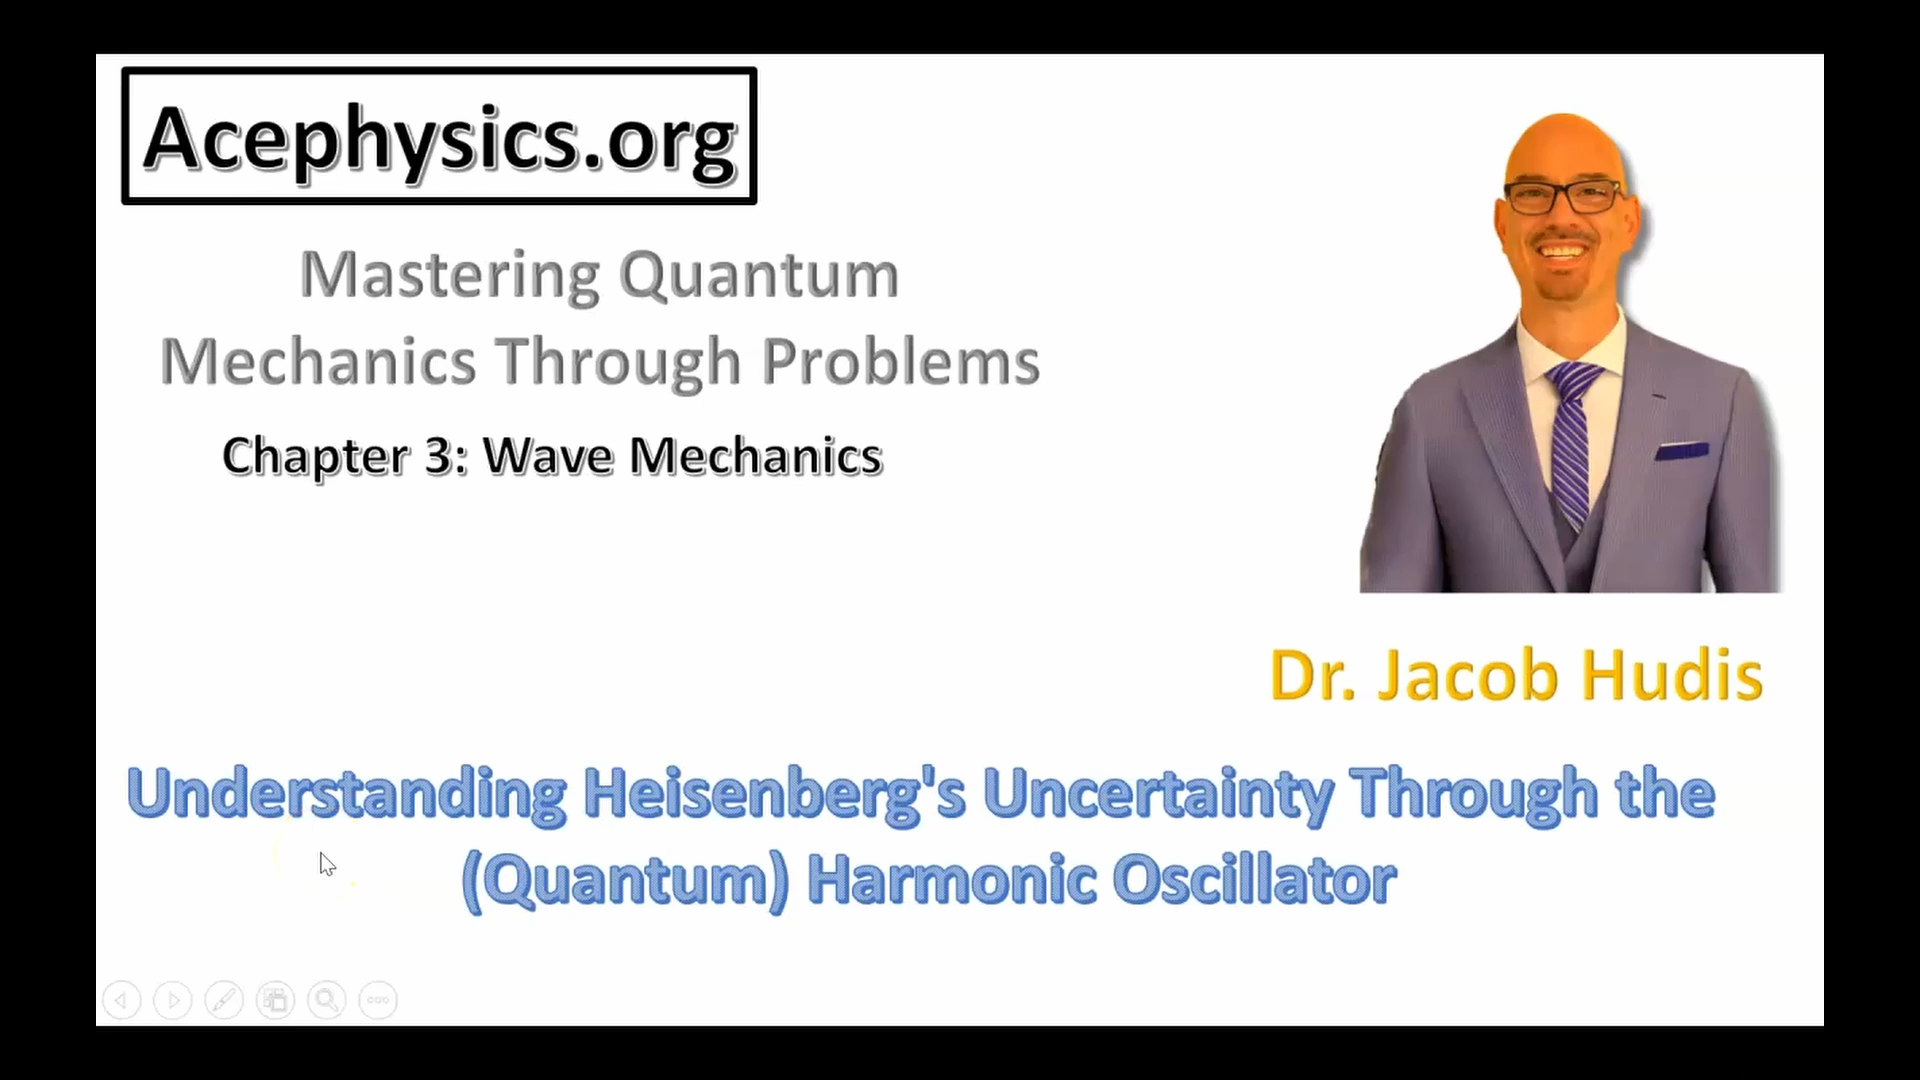 Acephysics.org
Mastering Quantum
Mechanics Through Problems
Chapter 3: Wave Mechanics
Dr. Jacob Hudis
Understanding Heisenberg's Uncertainty Through the
(Quantum) Harmonic Oscillator